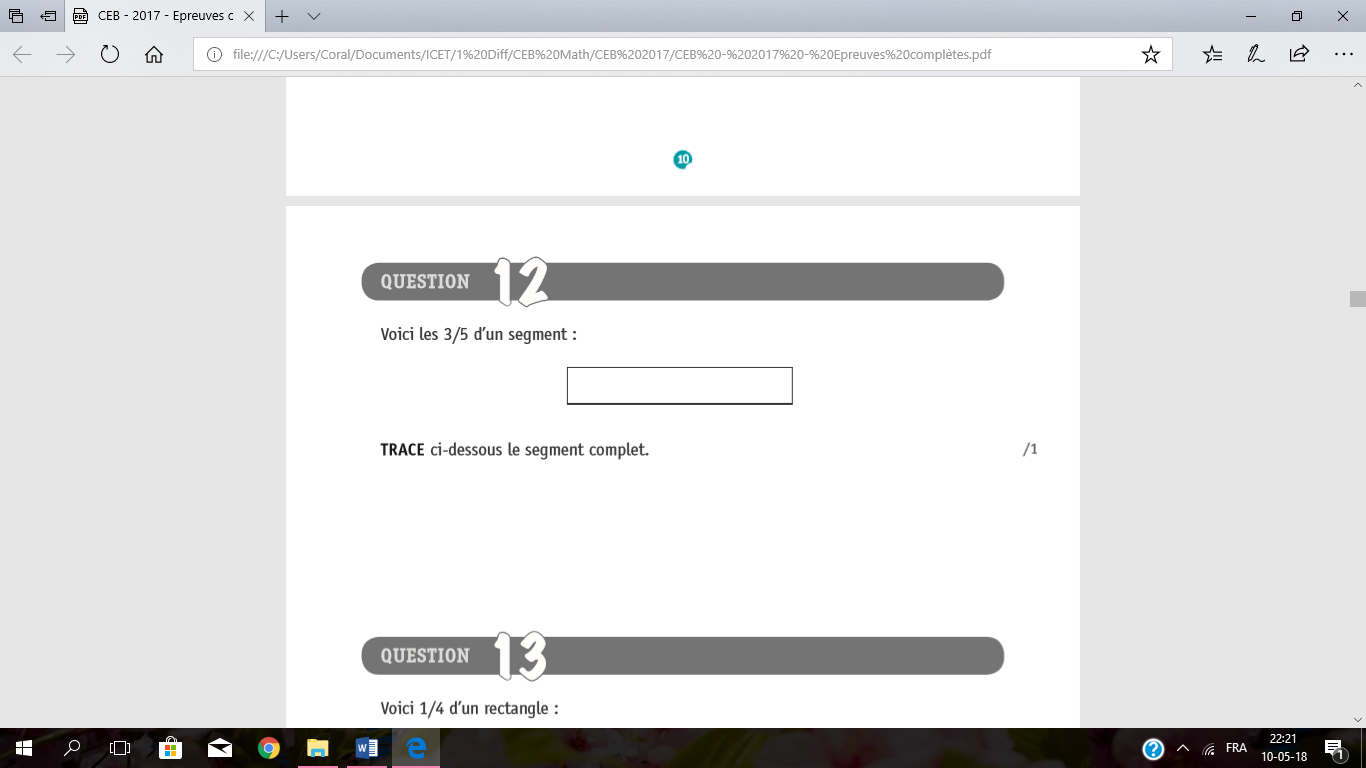 CEB - 2017 - Epreuves c
file:///C:/Users/Coral/Documents/ICET/1%20Diff/CEB%20Math/CEB%202017/CEB%20-%202017%20-%20Epreuves%20complètes.pdf
10
QUESTION 12
Voici les 3/5 d'un segment :
TRACE ci-dessous le segment complet. /1
QUESTION 13
Voici 1/4 d'un rectangle :
FRA
22:21
10-05-18
1